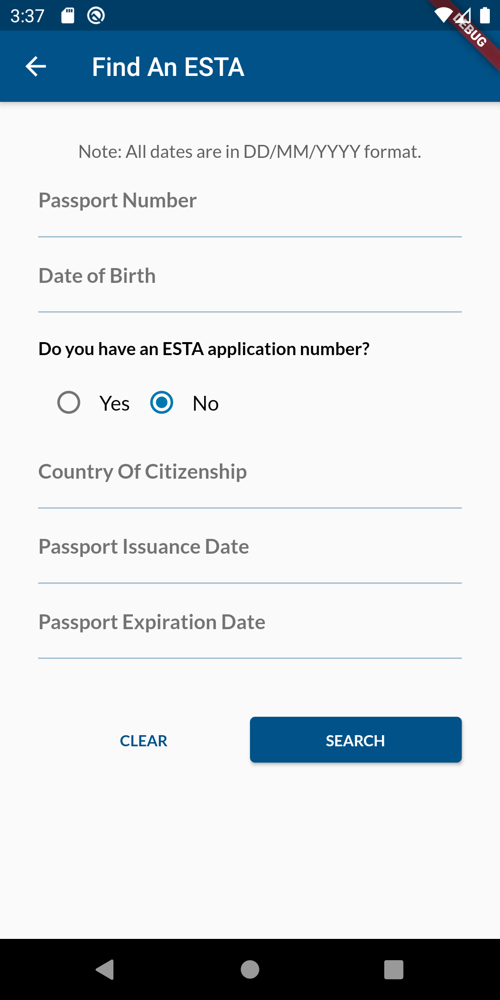 3:37
DEBUG
Find An ESTA
Note: All dates are in DD/MM/YYYY format.
Passport Number
Date of Birth
Do you have an ESTA application number?
Yes No
Country Of Citizenship
Passport Issuance Date
Passport Expiration Date
CLEAR SEARCH